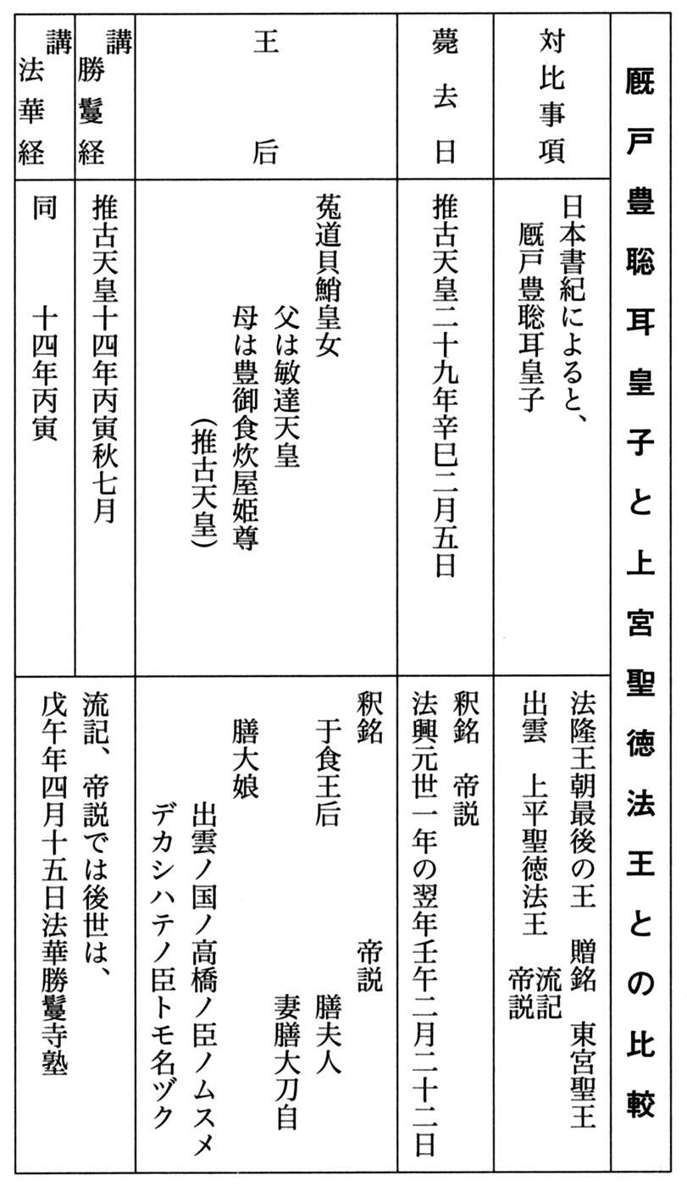 厩戸豊聡耳皇子と上宮聖徳法王との比較
対比事項
日本書紀によると、
厩戸豊聡耳皇子
法隆王朝最後の王　贈銘　東宮聖王
出雲　上平聖徳法王　流記
帝説
薨去日
推古天皇二十九年辛巳二月五日
釈銘　帝説
法興元世一年の翌年壬午二月二十二日
王后
菟道貝鮹皇女
父は敏達天皇
母は豊御食炊屋姫尊
(推古天皇)
釈銘　帝説
于食王后　膳夫人
妻膳大刀自
膳大娘
出雲ノ国ノ高橋ノ臣ノムスメ
デカシハテノ臣トモ名ヅク
講勝鬘経
推古天皇十四年丙寅秋七月
講法華経
同　十四年丙寅
流記、帝説では後世は、
戊午年四月十五日法華勝鬘寺塾